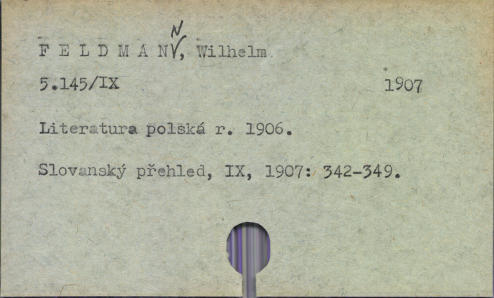 F E L D M A N N, Wilhelm
5.145/IX 1907
Literatura polská r. 1906.
Slovanský přehled, IX, 1907: 342-349.